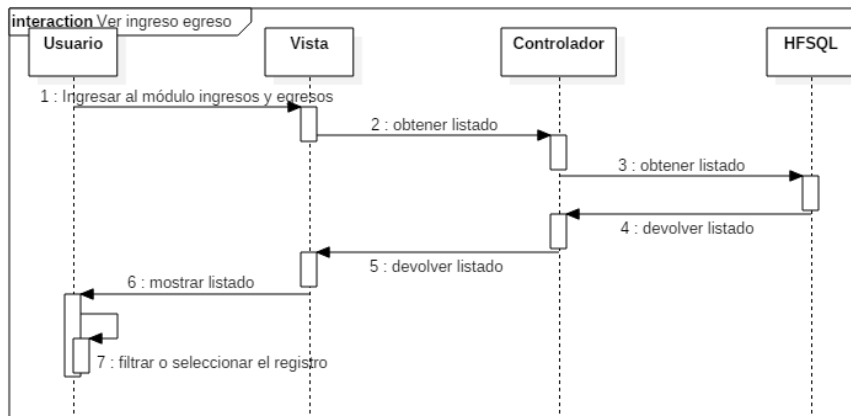 interaction Ver ingreso egreso
Usuario
Vista
Controlador
HFSQL
1 : Ingresar al módulo ingresos y egresos
2 : obtener listado
3 : obtener listado
4 : devolver listado
5 : devolver listado
6 : mostrar listado
7 : filtrar o seleccionar el registro